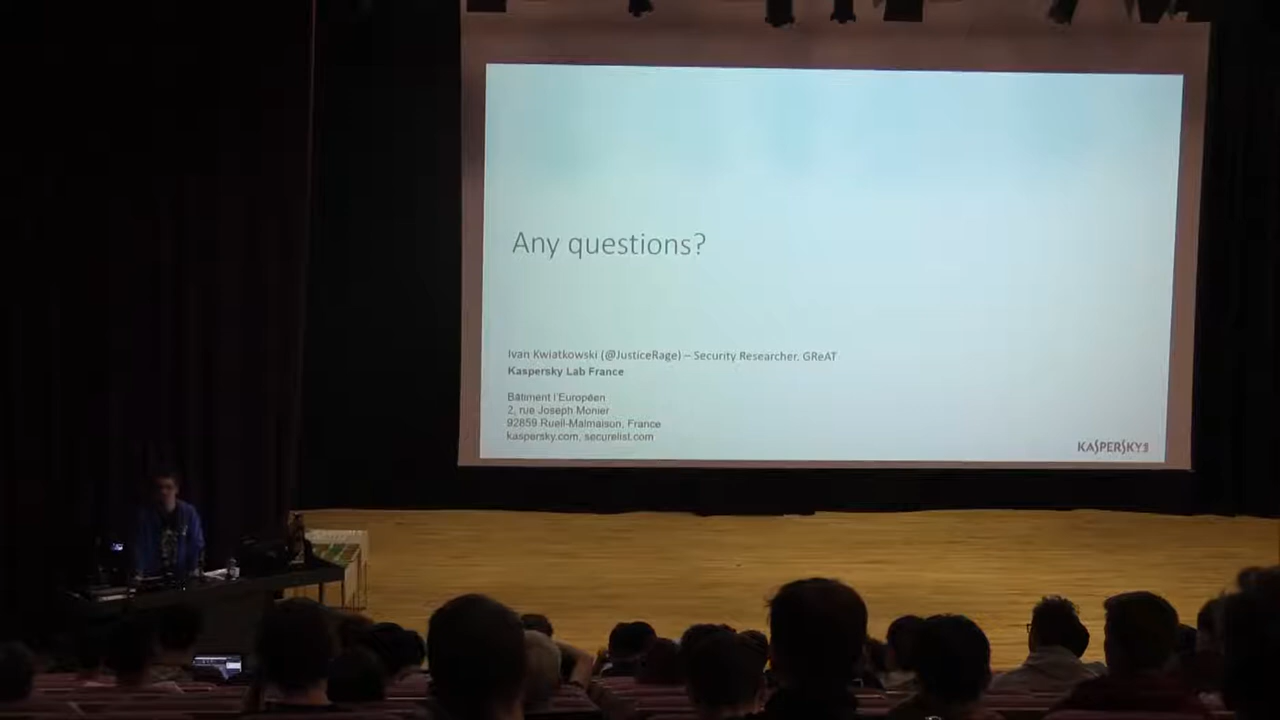 Any questions?
Ivan Kwiatkowski (@JusticeRage) – Security Researcher, GReAT
Kaspersky Lab France
Bâtiment l'Européen
2, rue Joseph Monier
92859 Rueil-Malmaison, France
kaspersky.com, securelist.com
KASPERSKY